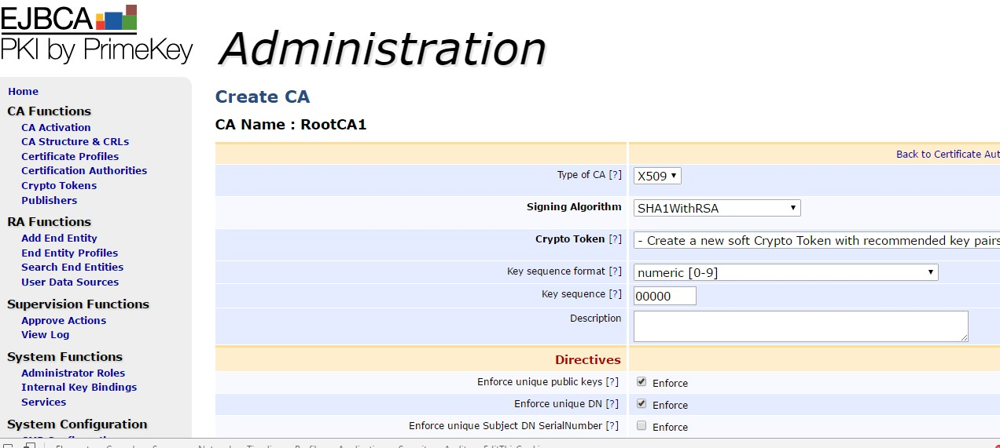 EJBCA
PKI by PrimeKey
Administration
Home
CA Functions
CA Activation
CA Structure & CRLs
Certificate Profiles
Certification Authorities
Crypto Tokens
Publishers
RA Functions
Add End Entity
End Entity Profiles
Search End Entities
User Data Sources
Supervision Functions
Approve Actions
View Log
System Functions
Administrator Roles
Internal Key Bindings
Services
System Configuration
Create CA
CA Name : RootCA1
Back to Certificate Aut
Type of CA [?] X509
Signing Algorithm SHA1WithRSA
Crypto Token [?] - Create a new soft Crypto Token with recommended key pairs
Key sequence format [?] numeric [0-9]
Key sequence [?] 00000
Description
Directives
Enforce unique public keys [?] Enforce
Enforce unique DN [?] Enforce
Enforce unique Subject DN SerialNumber [?] Enforce